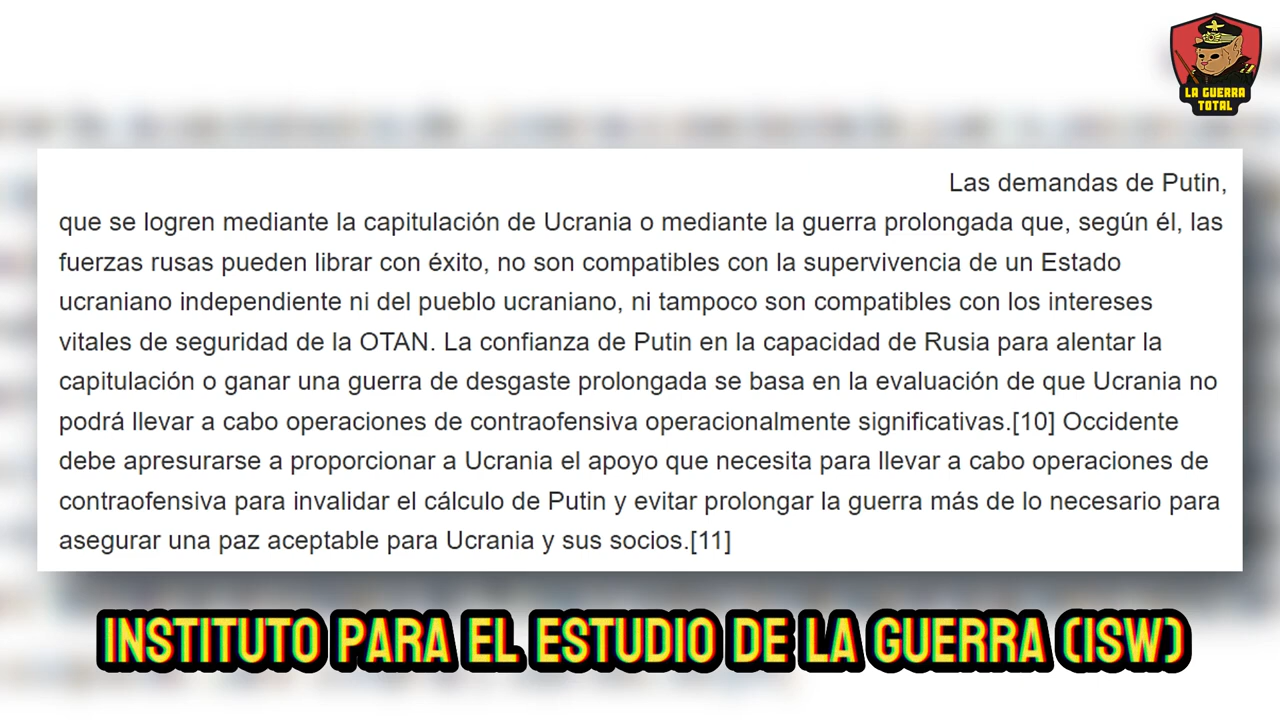 LA GUERRA
TOTAL
Las demandas de Putin,
que se logren mediante la capitulación de Ucrania o mediante la guerra prolongada que, según él, las
fuerzas rusas pueden librar con éxito, no son compatibles con la supervivencia de un Estado
ucraniano independiente ni del pueblo ucraniano, ni tampoco son compatibles con los intereses
vitales de seguridad de la OTAN. La confianza de Putin en la capacidad de Rusia para alentar la
capitulación o ganar una guerra de desgaste prolongada se basa en la evaluación de que Ucrania no
podrá llevar a cabo operaciones de contraofensiva operacionalmente significativas.[10] Occidente
debe apresurarse a proporcionar a Ucrania el apoyo que necesita para llevar a cabo operaciones de
contraofensiva para invalidar el cálculo de Putin y evitar prolongar la guerra más de lo necesario para
asegurar una paz aceptable para Ucrania y sus socios.[11]
INSTITUTO PARA EL ESTUDIO DE LA GUERRA (ISW)